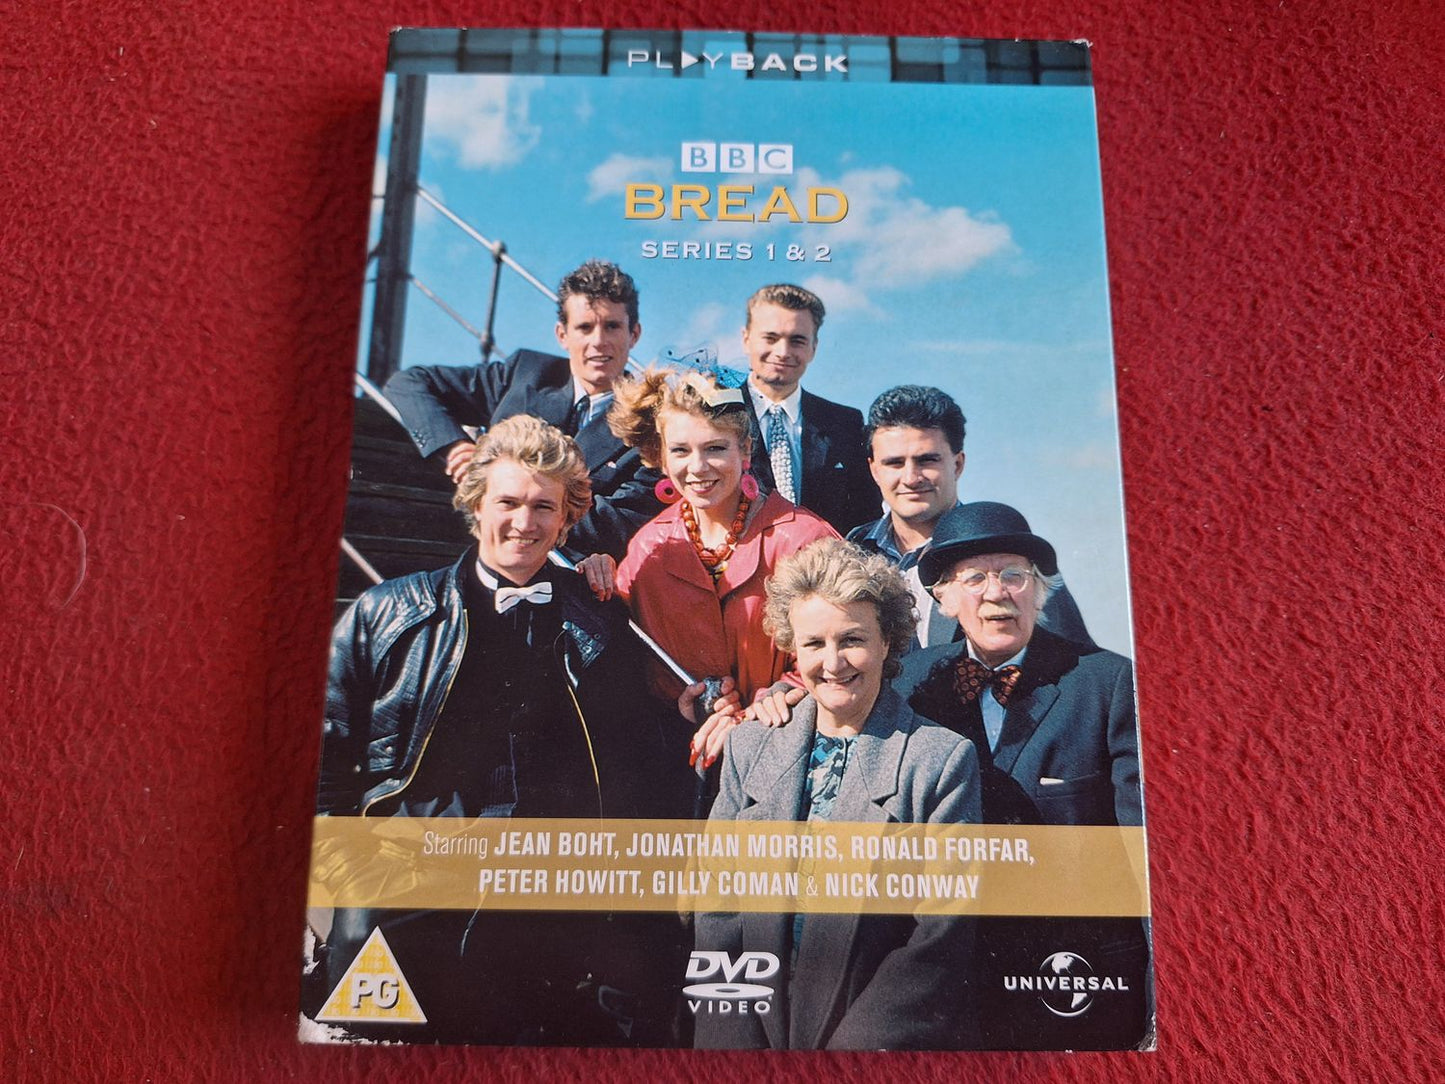 PLAYBACK
BBC
BREAD
SERIES 1 & 2
Starring JEAN BOHT, JONATHAN MORRIS, RONALD FORFAR,
PETER HOWITT, GILLY COMAN & NICK CONWAY
PG
DVD
VIDEO
UNIVERSAL